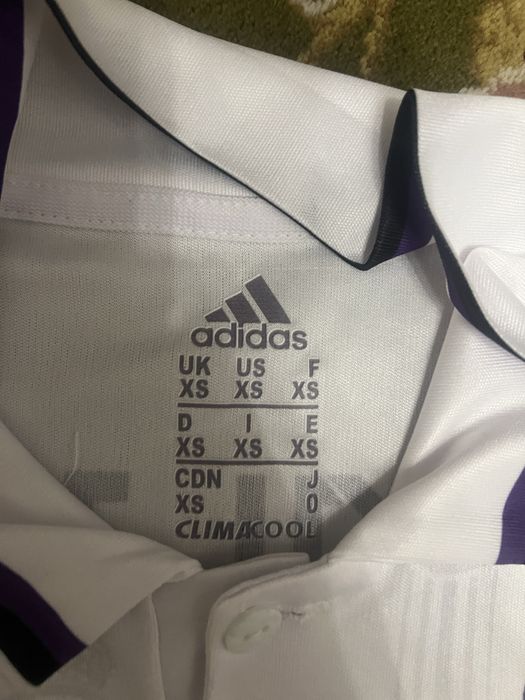 adidas
UK US F
XS XS XS
D I E
XS XS XS
CDN J
XS O
CLIMACOOL